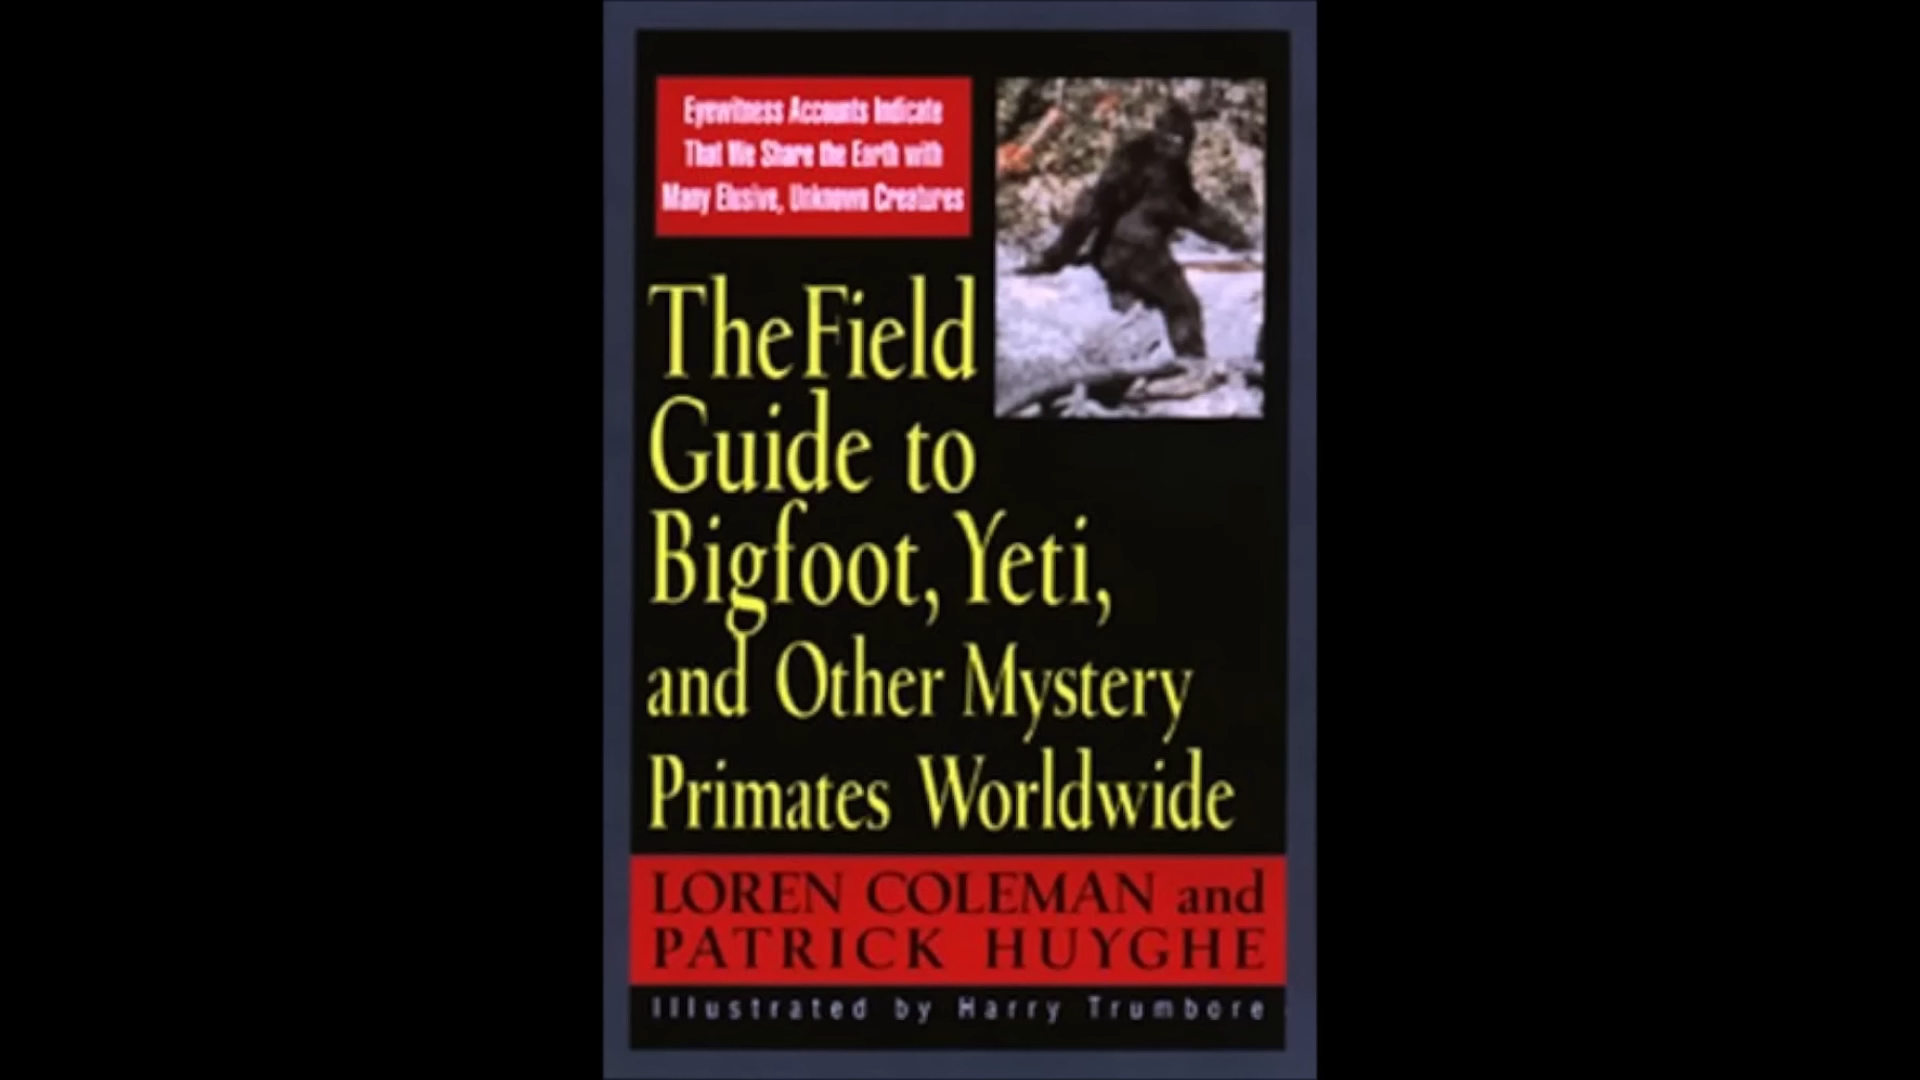 Eyewitness Accounts Indicate
That We Share the Earth with
Many Elusive, Unknown Creatures
The Field
Guide to
Bigfoot, Yeti,
and Other Mystery
Primates Worldwide
LOREN COLEMAN and
PATRICK HUYGHE
Illustrated by Harry Trumbore